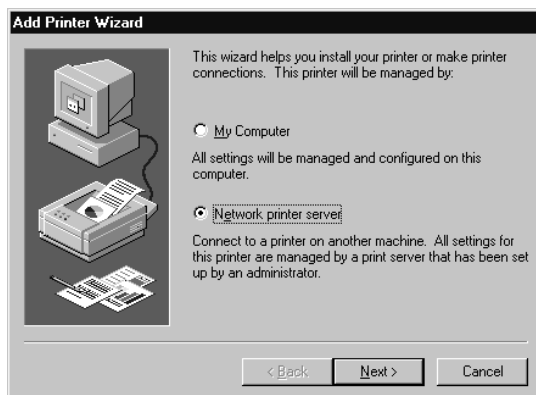 Add Printer Wizard
This wizard helps you install your printer or make printer
connections. This printer will be managed by:
My Computer
All settings will be managed and configured on this
computer.
Network printer server
Connect to a printer on another machine. All settings for
this printer are managed by a print server that has been set
up by an administrator.
< Back
Next >
Cancel